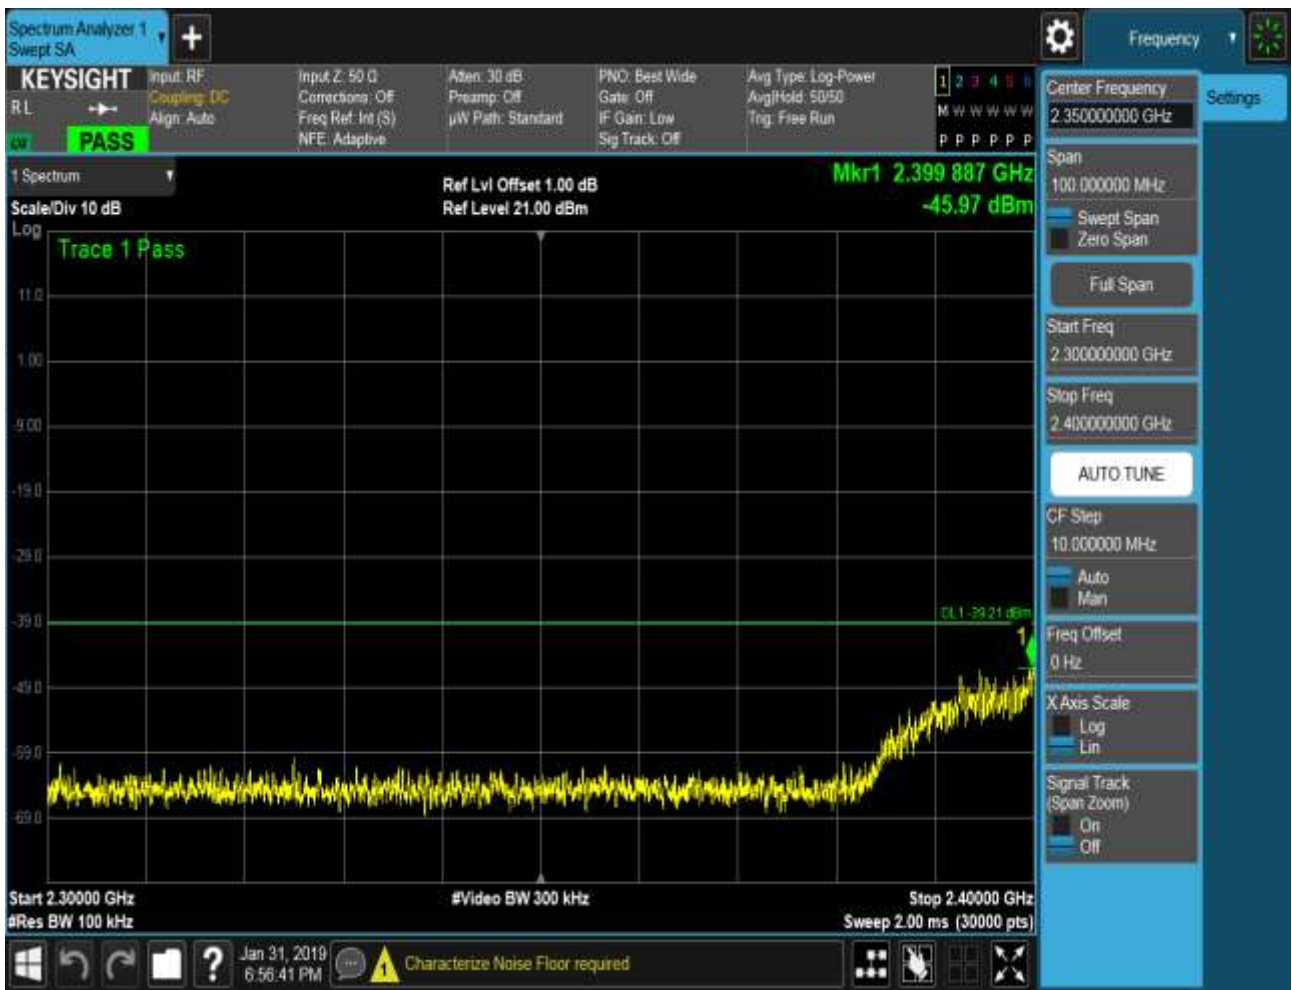 Spectrum Analyzer 1
Swept SA
+
Frequency
KEYSIGHT
RL
PASS
Input: RF
Coupling: DC
Align: Auto
Input Z: 50 Ω
Corrections: Off
Freq Ref: Int (S)
NFE: Adaptive
Atten: 30 dB
Preamp: Off
µW Path: Standard
PNO: Best Wide
Gate: Off
IF Gain: Low
Sig Track: Off
Avg Type: Log-Power
Avg|Hold: 50/50
Trig: Free Run
1 2 3 4 5 6
M W W W W W
P P P P P P
1 Spectrum
Scale/Div 10 dB
Log
Ref Lvl Offset 1.00 dB
Ref Level 21.00 dBm
Mkr1 2.399 887 GHz
-45.97 dBm
Trace 1 Pass
11.0
1.00
-9.00
-19.0
-29.0
-39.0
-49.0
-59.0
-69.0
DL1 -39.21 dBm
1
Start 2.30000 GHz
#Res BW 100 kHz
#Video BW 300 kHz
Stop 2.40000 GHz
Sweep 2.00 ms (30000 pts)
Center Frequency
2.350000000 GHz
Settings
Span
100.000000 MHz
Swept Span
Zero Span
Full Span
Start Freq
2.300000000 GHz
Stop Freq
2.400000000 GHz
AUTO TUNE
CF Step
10.000000 MHz
Auto
Man
Freq Offset
0 Hz
X Axis Scale
Log
Lin
Signal Track
(Span Zoom)
On
Off
?
Jan 31, 2019
6:56:41 PM
1
Characterize Noise Floor required